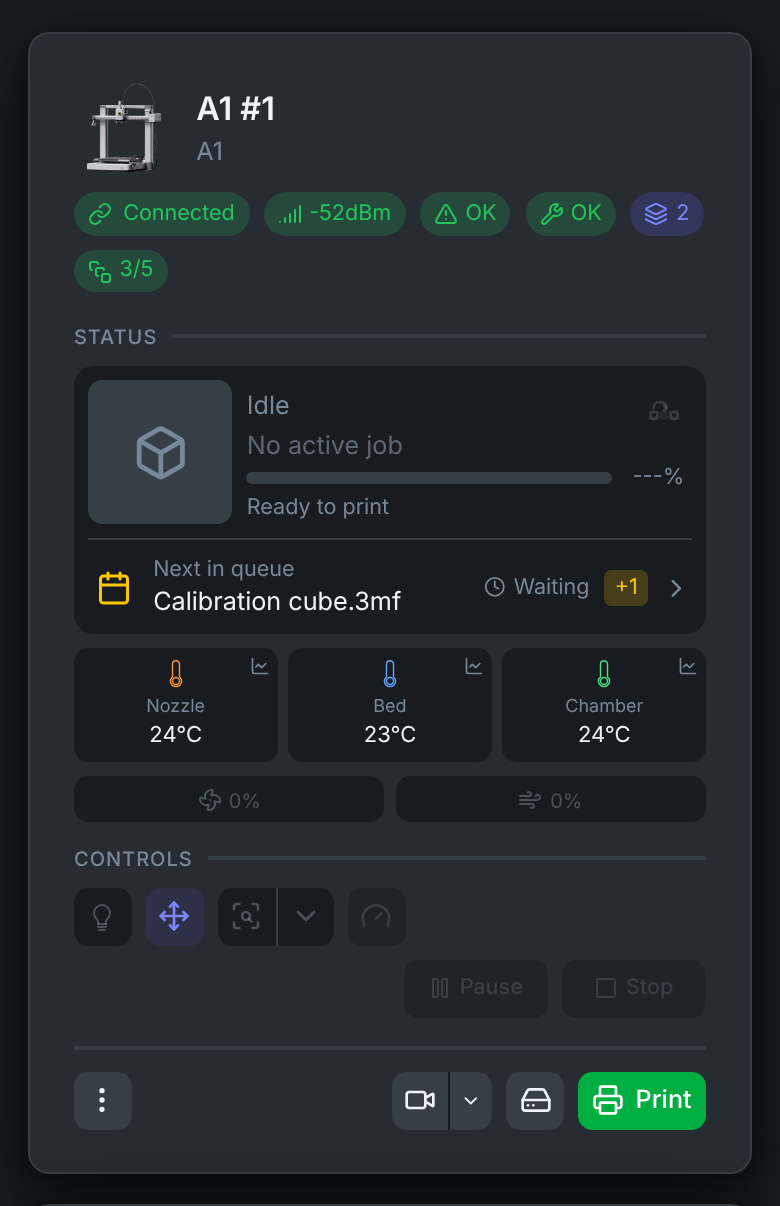 A1 #1
A1
Connected -52dBm OK OK 2
3/5
STATUS
Idle
No active job
---%
Ready to print
Next in queue
Calibration cube.3mf
Waiting +1
Nozzle Bed Chamber
24°C 23°C 24°C
0% 0%
CONTROLS
Pause Stop
Print